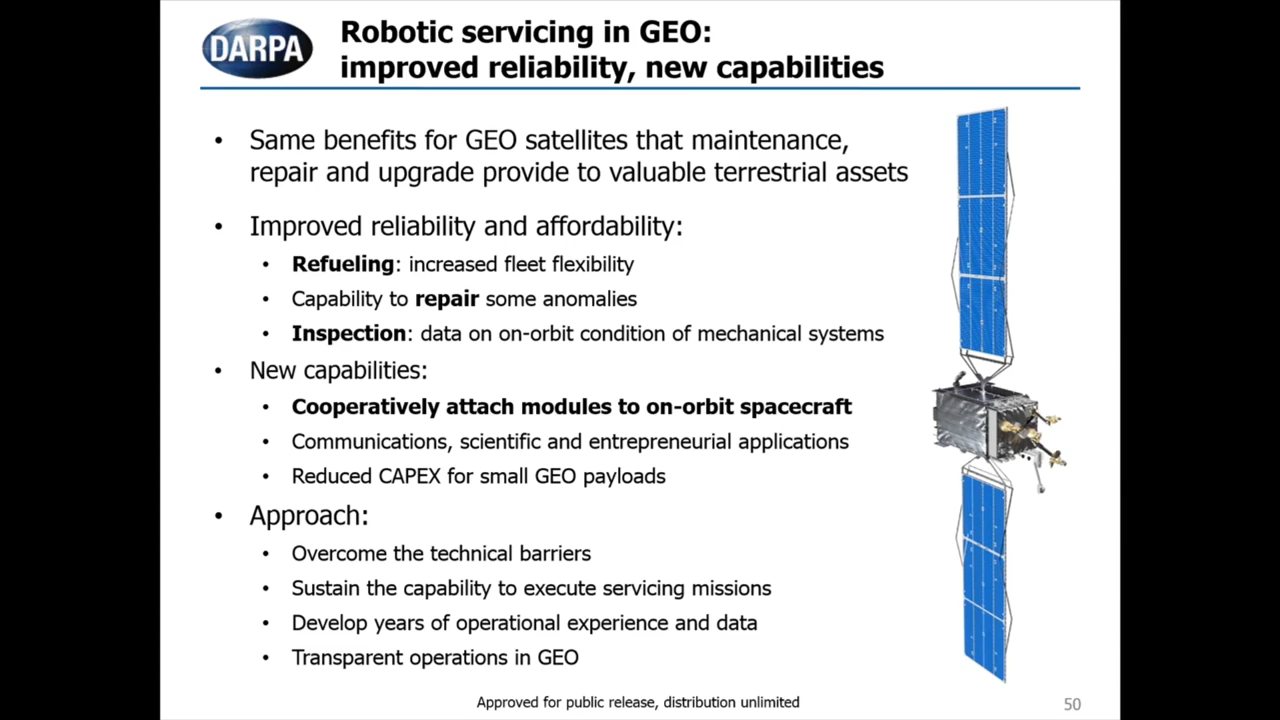 DARPA
Robotic servicing in GEO:
improved reliability, new capabilities
• Same benefits for GEO satellites that maintenance,
repair and upgrade provide to valuable terrestrial assets
• Improved reliability and affordability:
• Refueling: increased fleet flexibility
• Capability to repair some anomalies
• Inspection: data on on-orbit condition of mechanical systems
• New capabilities:
• Cooperatively attach modules to on-orbit spacecraft
• Communications, scientific and entrepreneurial applications
• Reduced CAPEX for small GEO payloads
• Approach:
• Overcome the technical barriers
• Sustain the capability to execute servicing missions
• Develop years of operational experience and data
• Transparent operations in GEO
Approved for public release, distribution unlimited
50